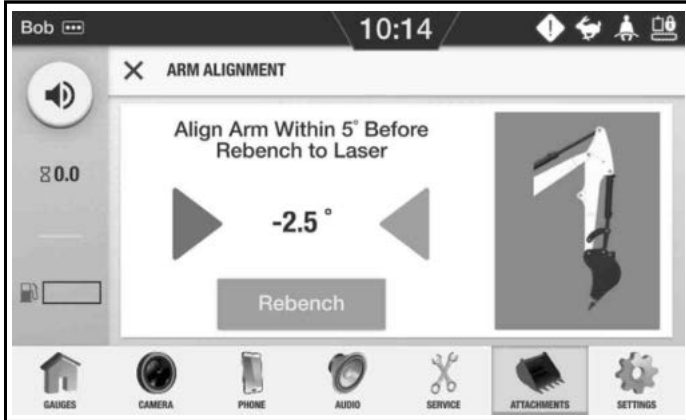 Bob
10:14
ARM ALIGNMENT
Align Arm Within 5° Before
Rebench to Laser
0.0
-2.5 °
Rebench
GAUGES
CAMERA
PHONE
AUDIO
SERVICE
ATTACHMENTS
SETTINGS